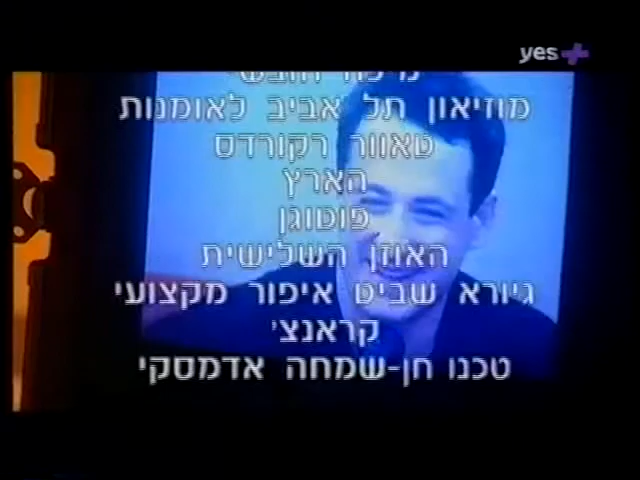 yes+
מוזיאון תל אביב לאומנות
טאוור רקורדס
הארץ
פוטוגן
האוזן השלישית
גיורא שביט איפור מקצועי
קראנצ'
טכנו חן-שמחה אדמסקי